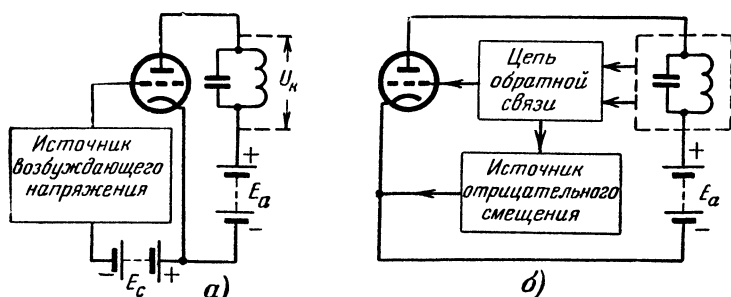 U_к
Источник
возбуждающего
напряжения
+
E_a
−
− E_c +
а)
Цепь
обратной
связи
Источник
отрицательного
смещения
+
E_a
−
б)